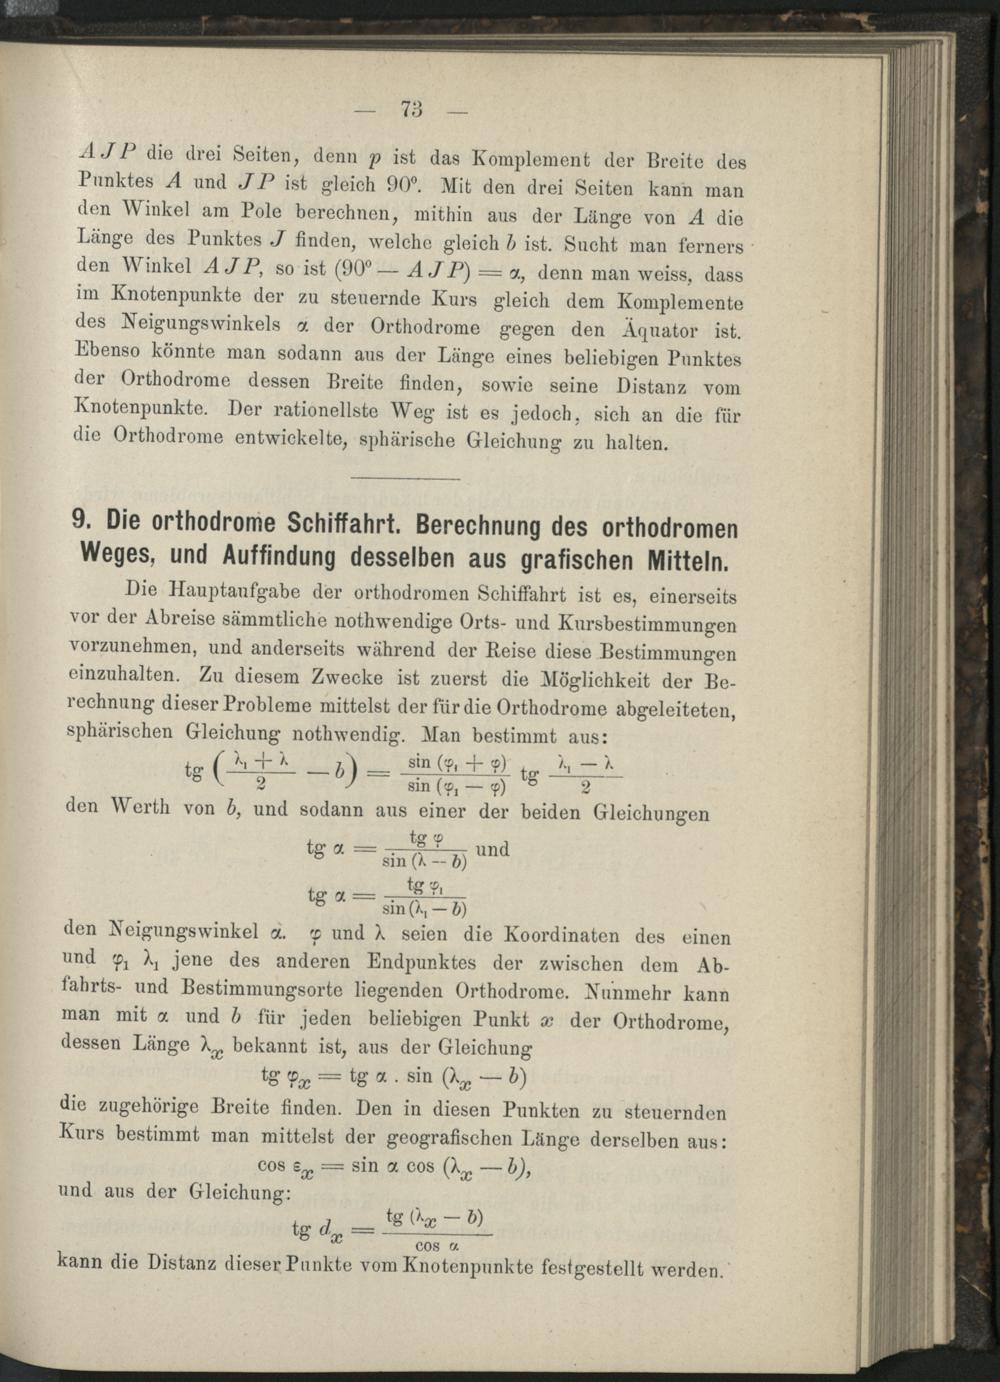 — 73 —
A J P die drei Seiten, denn p ist das Komplement der Breite des
Punktes A und J P ist gleich 90°. Mit den drei Seiten kann man
den Winkel am Pole berechnen, mithin aus der Länge von A die
Länge des Punktes J finden, welche gleich b ist. Sucht man ferners
den Winkel A J P, so ist (90° — A J P) = α, denn man weiss, dass
im Knotenpunkte der zu steuernde Kurs gleich dem Komplemente
des Neigungswinkels α der Orthodrome gegen den Äquator ist.
Ebenso könnte man sodann aus der Länge eines beliebigen Punktes
der Orthodrome dessen Breite finden, sowie seine Distanz vom
Knotenpunkte. Der rationellste Weg ist es jedoch, sich an die für
die Orthodrome entwickelte, sphärische Gleichung zu halten.
9. Die orthodrome Schiffahrt. Berechnung des orthodromen
Weges, und Auffindung desselben aus grafischen Mitteln.
Die Hauptaufgabe der orthodromen Schiffahrt ist es, einerseits
vor der Abreise sämmtliche nothwendige Orts- und Kursbestimmungen
vorzunehmen, und anderseits während der Reise diese Bestimmungen
einzuhalten. Zu diesem Zwecke ist zuerst die Möglichkeit der Be-
rechnung dieser Probleme mittelst der für die Orthodrome abgeleiteten,
sphärischen Gleichung nothwendig. Man bestimmt aus:
tg ( (λ₁ + λ) / 2 — b ) = sin (φ₁ + φ) / sin (φ₁ — φ) tg (λ₁ — λ) / 2
den Werth von b, und sodann aus einer der beiden Gleichungen
tg α = tg φ / sin (λ — b) und
tg α = tg φ₁ / sin (λ₁ — b)
den Neigungswinkel α. φ und λ seien die Koordinaten des einen
und φ₁ λ₁ jene des anderen Endpunktes der zwischen dem Ab-
fahrts- und Bestimmungsorte liegenden Orthodrome. Nunmehr kann
man mit α und b für jeden beliebigen Punkt x der Orthodrome,
dessen Länge λₓ bekannt ist, aus der Gleichung
tg φₓ = tg α . sin (λₓ — b)
die zugehörige Breite finden. Den in diesen Punkten zu steuernden
Kurs bestimmt man mittelst der geografischen Länge derselben aus:
cos εₓ = sin α cos (λₓ — b),
und aus der Gleichung:
tg dₓ = tg (λₓ — b) / cos α
kann die Distanz dieser Punkte vom Knotenpunkte festgestellt werden.